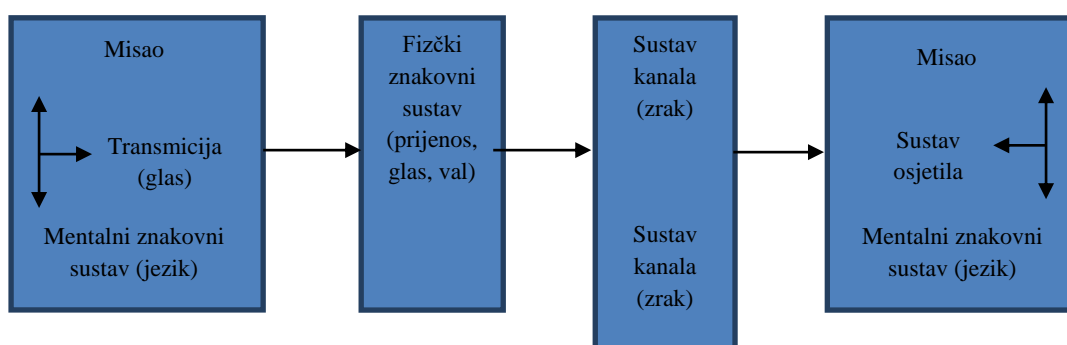 Misao
Transmicija
(glas)
Mentalni znakovni
sustav (jezik)
Fizčki
znakovni
sustav
(prijenos,
glas, val)
Sustav
kanala
(zrak)
Sustav
kanala
(zrak)
Misao
Sustav
osjetila
Mentalni znakovni
sustav (jezik)